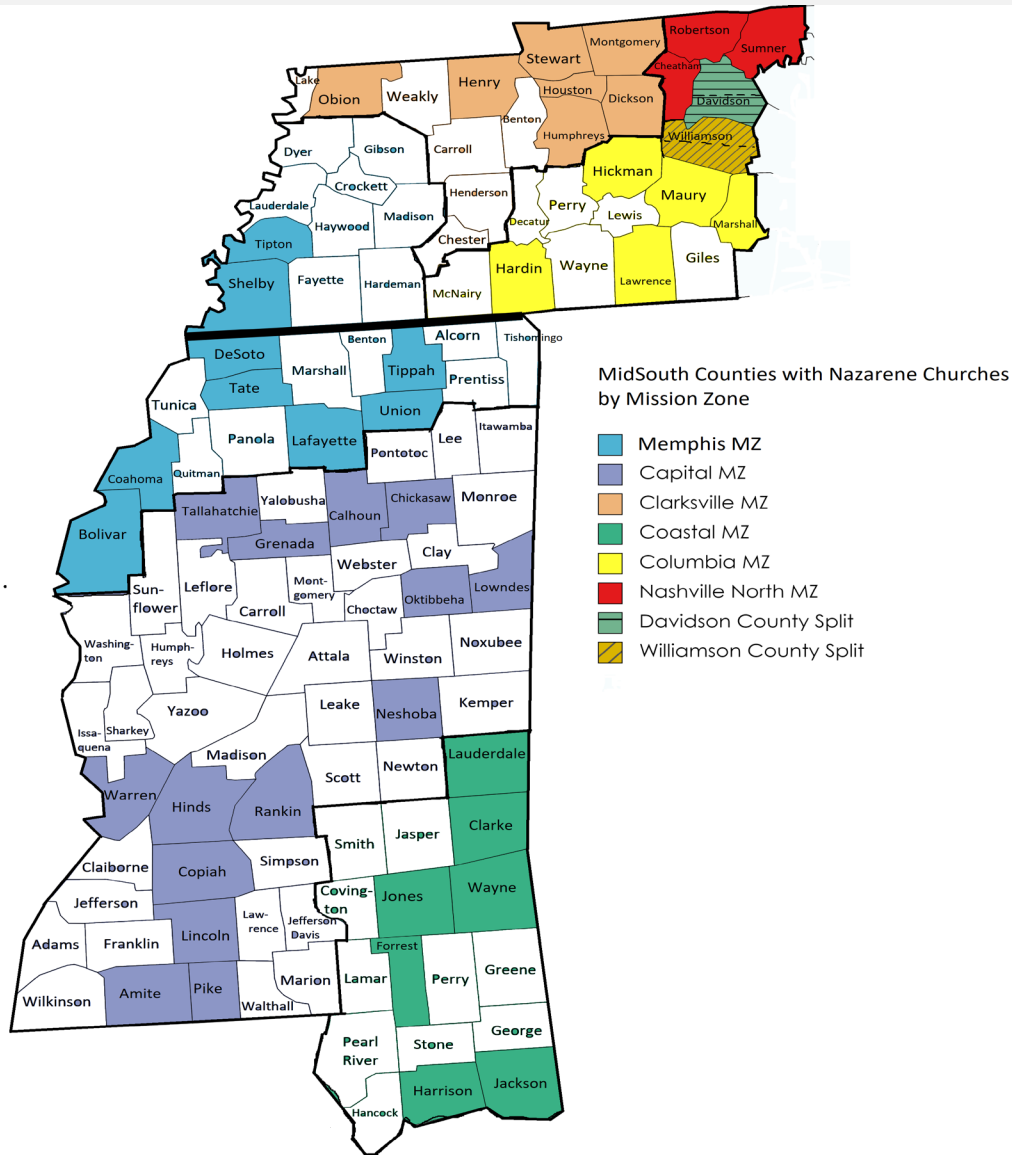 Robertson
Sumner
Montgomery
Stewart
Cheatham
Lake
Obion
Weakly
Henry
Houston
Dickson
Davidson
Benton
Humphreys
Williamson
Dyer
Gibson
Carroll
Crockett
Hickman
Lauderdale
Haywood
Madison
Henderson
Perry
Maury
Decatur
Lewis
Marshall
Tipton
Chester
Shelby
Fayette
Hardeman
McNairy
Hardin
Wayne
Lawrence
Giles
DeSoto
Benton
Alcorn
Tishomingo
Marshall
Tippah
Prentiss
Tate
Tunica
Union
Panola
Lafayette
Lee
Itawamba
Pontotoc
Coahoma
Quitman
Tallahatchie
Yalobusha
Calhoun
Chickasaw
Monroe
Bolivar
Grenada
Clay
Webster
Sun-
flower
Leflore
Mont-
gomery
Carroll
Choctaw
Oktibbeha
Lowndes
Washing-
ton
Humph-
reys
Holmes
Attala
Winston
Noxubee
Issa-
quena
Sharkey
Yazoo
Leake
Neshoba
Kemper
Madison
Scott
Newton
Lauderdale
Warren
Hinds
Rankin
Smith
Jasper
Clarke
Claiborne
Copiah
Simpson
Jefferson
Law-
rence
Jefferson
Davis
Coving-
ton
Jones
Wayne
Adams
Franklin
Lincoln
Forrest
Wilkinson
Amite
Pike
Walthall
Marion
Lamar
Perry
Greene
Pearl
River
Stone
George
Hancock
Harrison
Jackson
MidSouth Counties with Nazarene Churches
by Mission Zone
Memphis MZ
Capital MZ
Clarksville MZ
Coastal MZ
Columbia MZ
Nashville North MZ
Davidson County Split
Williamson County Split